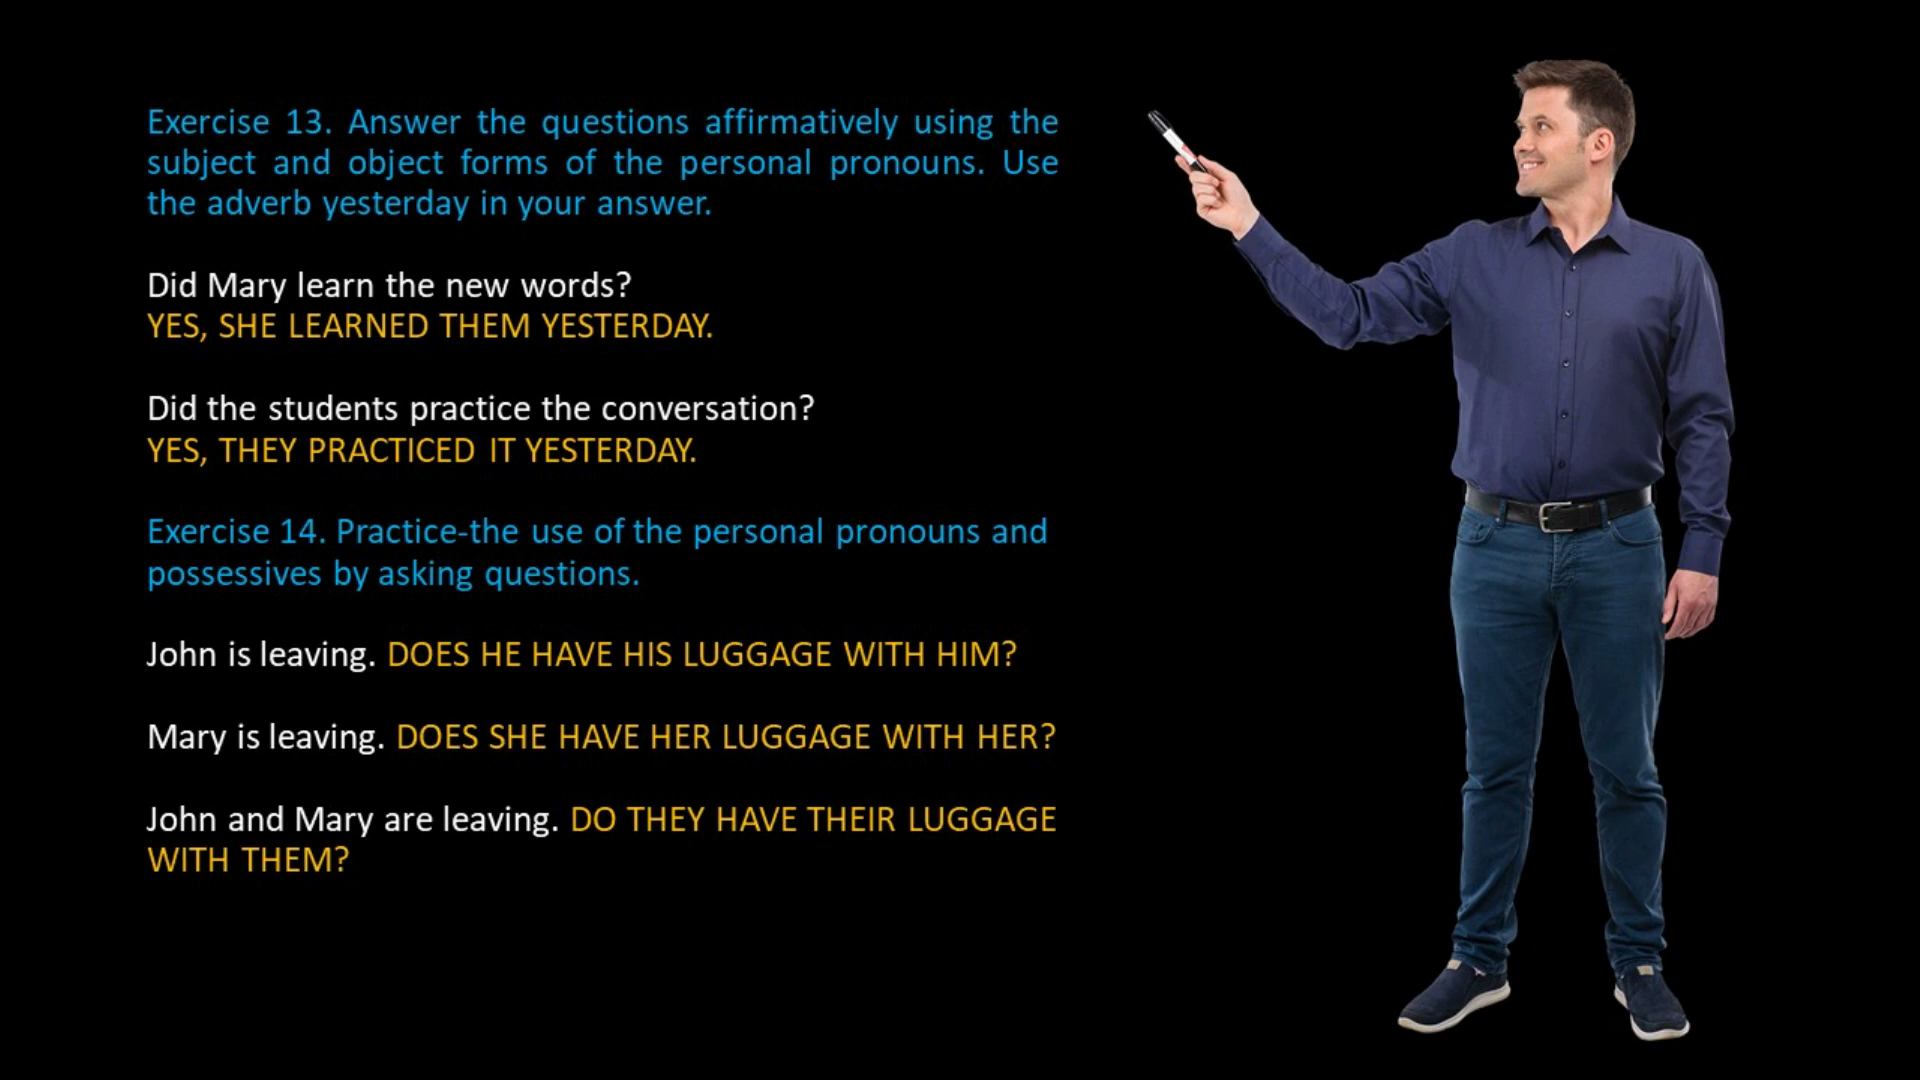 Exercise 13. Answer the questions affirmatively using the
subject and object forms of the personal pronouns. Use
the adverb yesterday in your answer.
Did Mary learn the new words?
YES, SHE LEARNED THEM YESTERDAY.
Did the students practice the conversation?
YES, THEY PRACTICED IT YESTERDAY.
Exercise 14. Practice-the use of the personal pronouns and
possessives by asking questions.
John is leaving. DOES HE HAVE HIS LUGGAGE WITH HIM?
Mary is leaving. DOES SHE HAVE HER LUGGAGE WITH HER?
John and Mary are leaving. DO THEY HAVE THEIR LUGGAGE
WITH THEM?